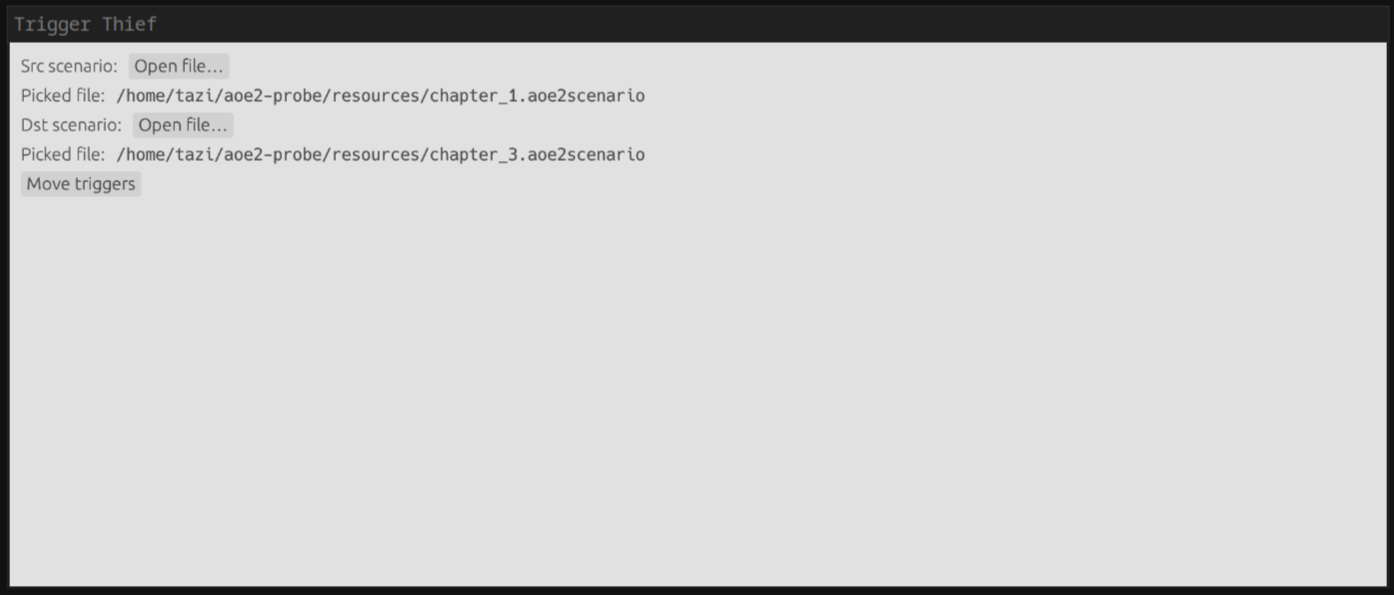 Trigger Thief
Src scenario: Open file...
Picked file: /home/tazi/aoe2-probe/resources/chapter_1.aoe2scenario
Dst scenario: Open file...
Picked file: /home/tazi/aoe2-probe/resources/chapter_3.aoe2scenario
Move triggers